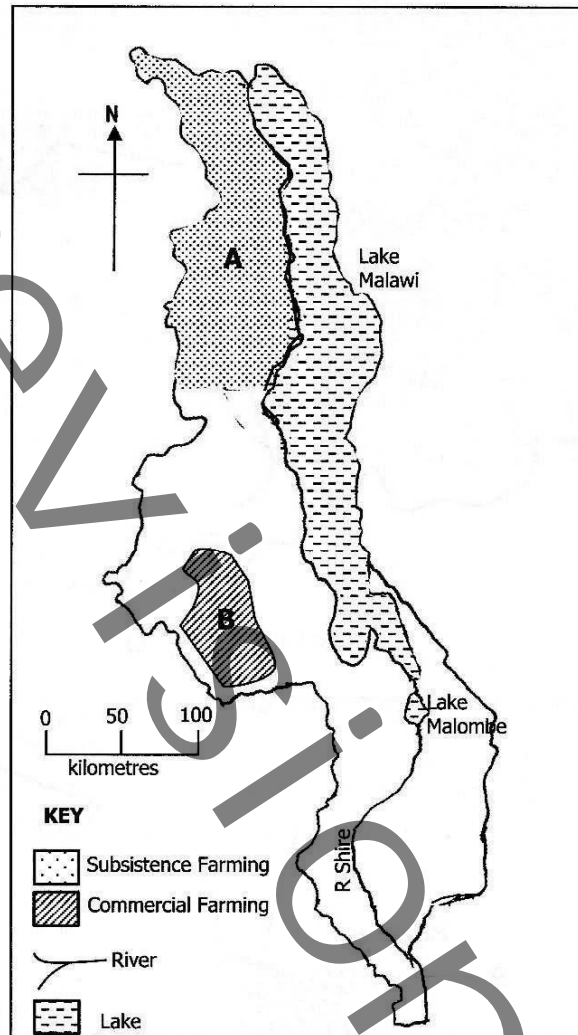 N
A
Lake
Malawi
B
Lake
Malombe
0 50 100
kilometres
R Shire
KEY
Subsistence Farming
Commercial Farming
River
Lake